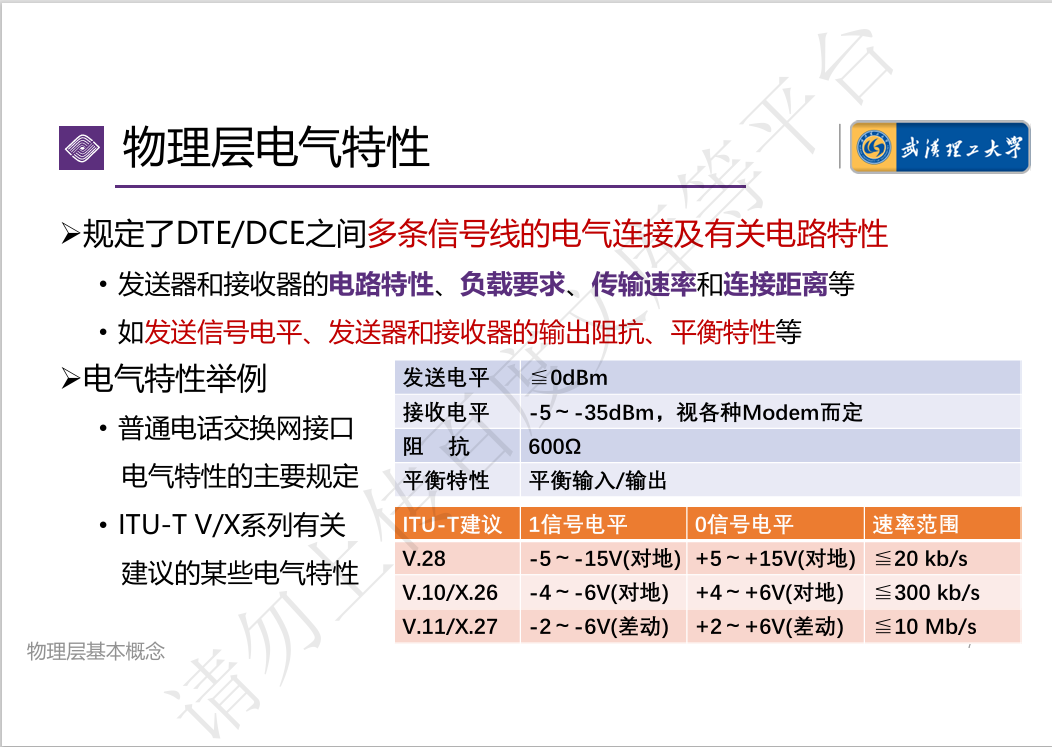 物理层电气特性
武汉理工大学
规定了DTE/DCE之间多条信号线的电气连接及有关电路特性
• 发送器和接收器的电路特性、负载要求、传输速率和连接距离等
• 如发送信号电平、发送器和接收器的输出阻抗、平衡特性等
电气特性举例
• 普通电话交换网接口
电气特性的主要规定
• ITU-T V/X系列有关
建议的某些电气特性
发送电平 ≦0dBm
接收电平 -5~-35dBm，视各种Modem而定
阻 抗 600Ω
平衡特性 平衡输入/输出
ITU-T建议 1信号电平 0信号电平 速率范围
V.28 -5~-15V(对地) +5~+15V(对地) ≦20 kb/s
V.10/X.26 -4~-6V(对地) +4~+6V(对地) ≦300 kb/s
V.11/X.27 -2~-6V(差动) +2~+6V(差动) ≦10 Mb/s
物理层基本概念
请勿上传百度文库等平台